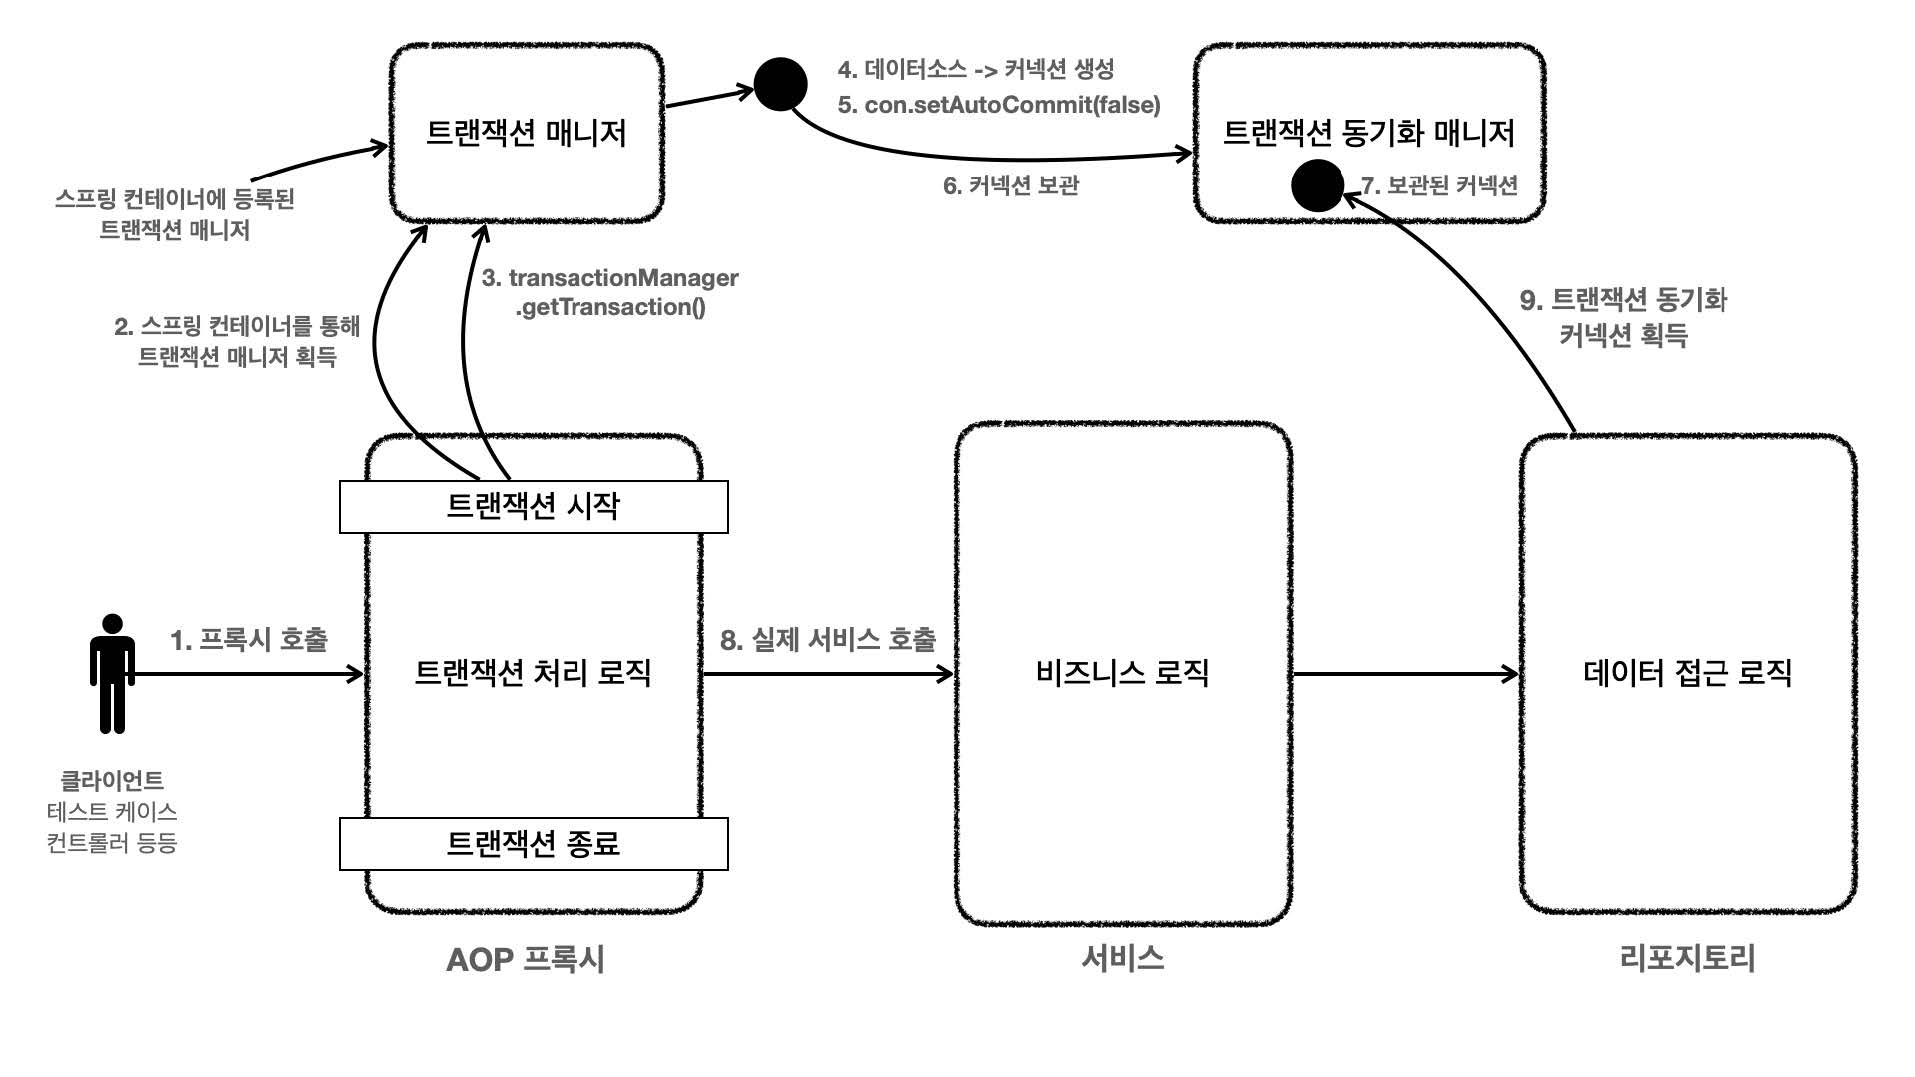 4. 데이터소스 -> 커넥션 생성
5. con.setAutoCommit(false)
트랜잭션 매니저
트랜잭션 동기화 매니저
6. 커넥션 보관
7. 보관된 커넥션
스프링 컨테이너에 등록된
트랜잭션 매니저
3. transactionManager
.getTransaction()
2. 스프링 컨테이너를 통해
트랜잭션 매니저 획득
9. 트랜잭션 동기화
커넥션 획득
트랜잭션 시작
1. 프록시 호출
8. 실제 서비스 호출
트랜잭션 처리 로직
비즈니스 로직
데이터 접근 로직
클라이언트
테스트 케이스
컨트롤러 등등
트랜잭션 종료
AOP 프록시
서비스
리포지토리